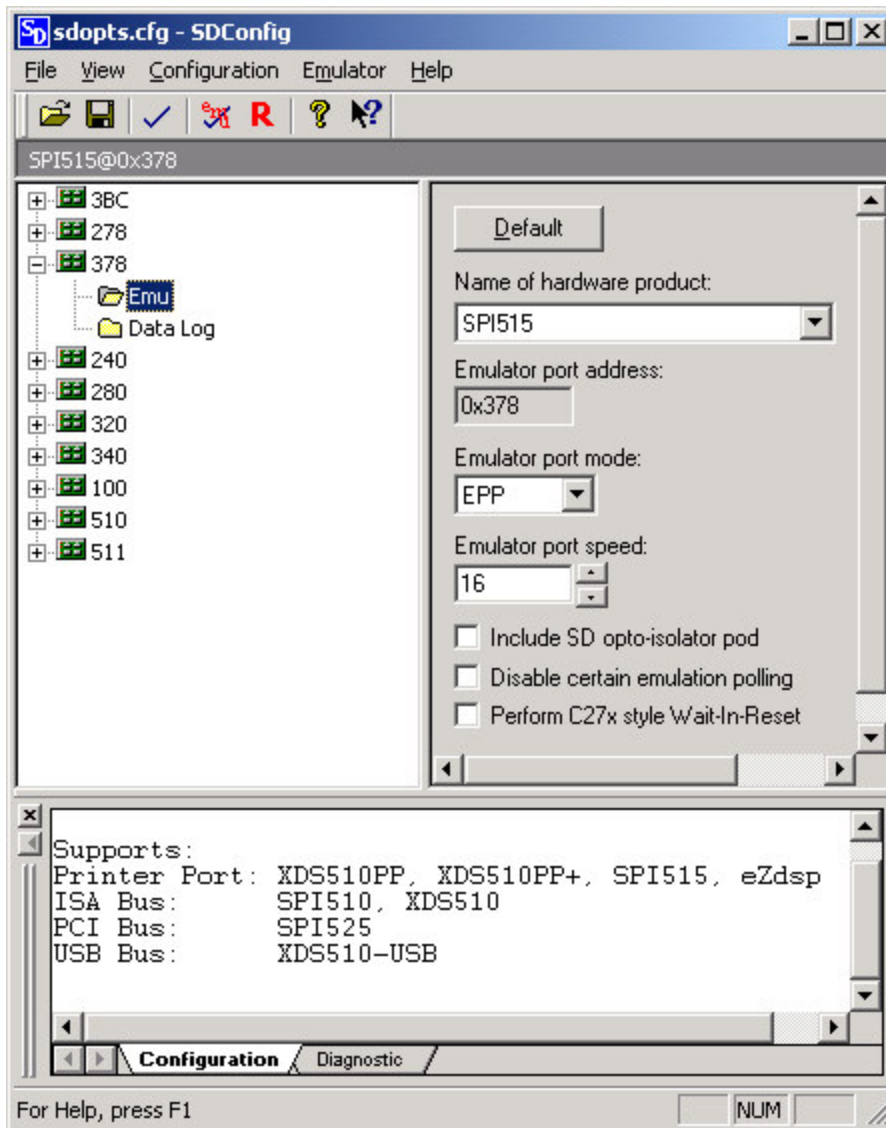 SD sdopts.cfg - SDConfig
File View Configuration Emulator Help
em R ? ?
SPI515@0x378
3BC
278
378
Emu
Data Log
240
280
320
340
100
510
511
Default
Name of hardware product:
SPI515
Emulator port address:
0x378
Emulator port mode:
EPP
Emulator port speed:
16
Include SD opto-isolator pod
Disable certain emulation polling
Perform C27x style Wait-In-Reset
Supports:
Printer Port: XDS510PP, XDS510PP+, SPI515, eZdsp
ISA Bus: SPI510, XDS510
PCI Bus: SPI525
USB Bus: XDS510-USB
Configuration Diagnostic
For Help, press F1 NUM